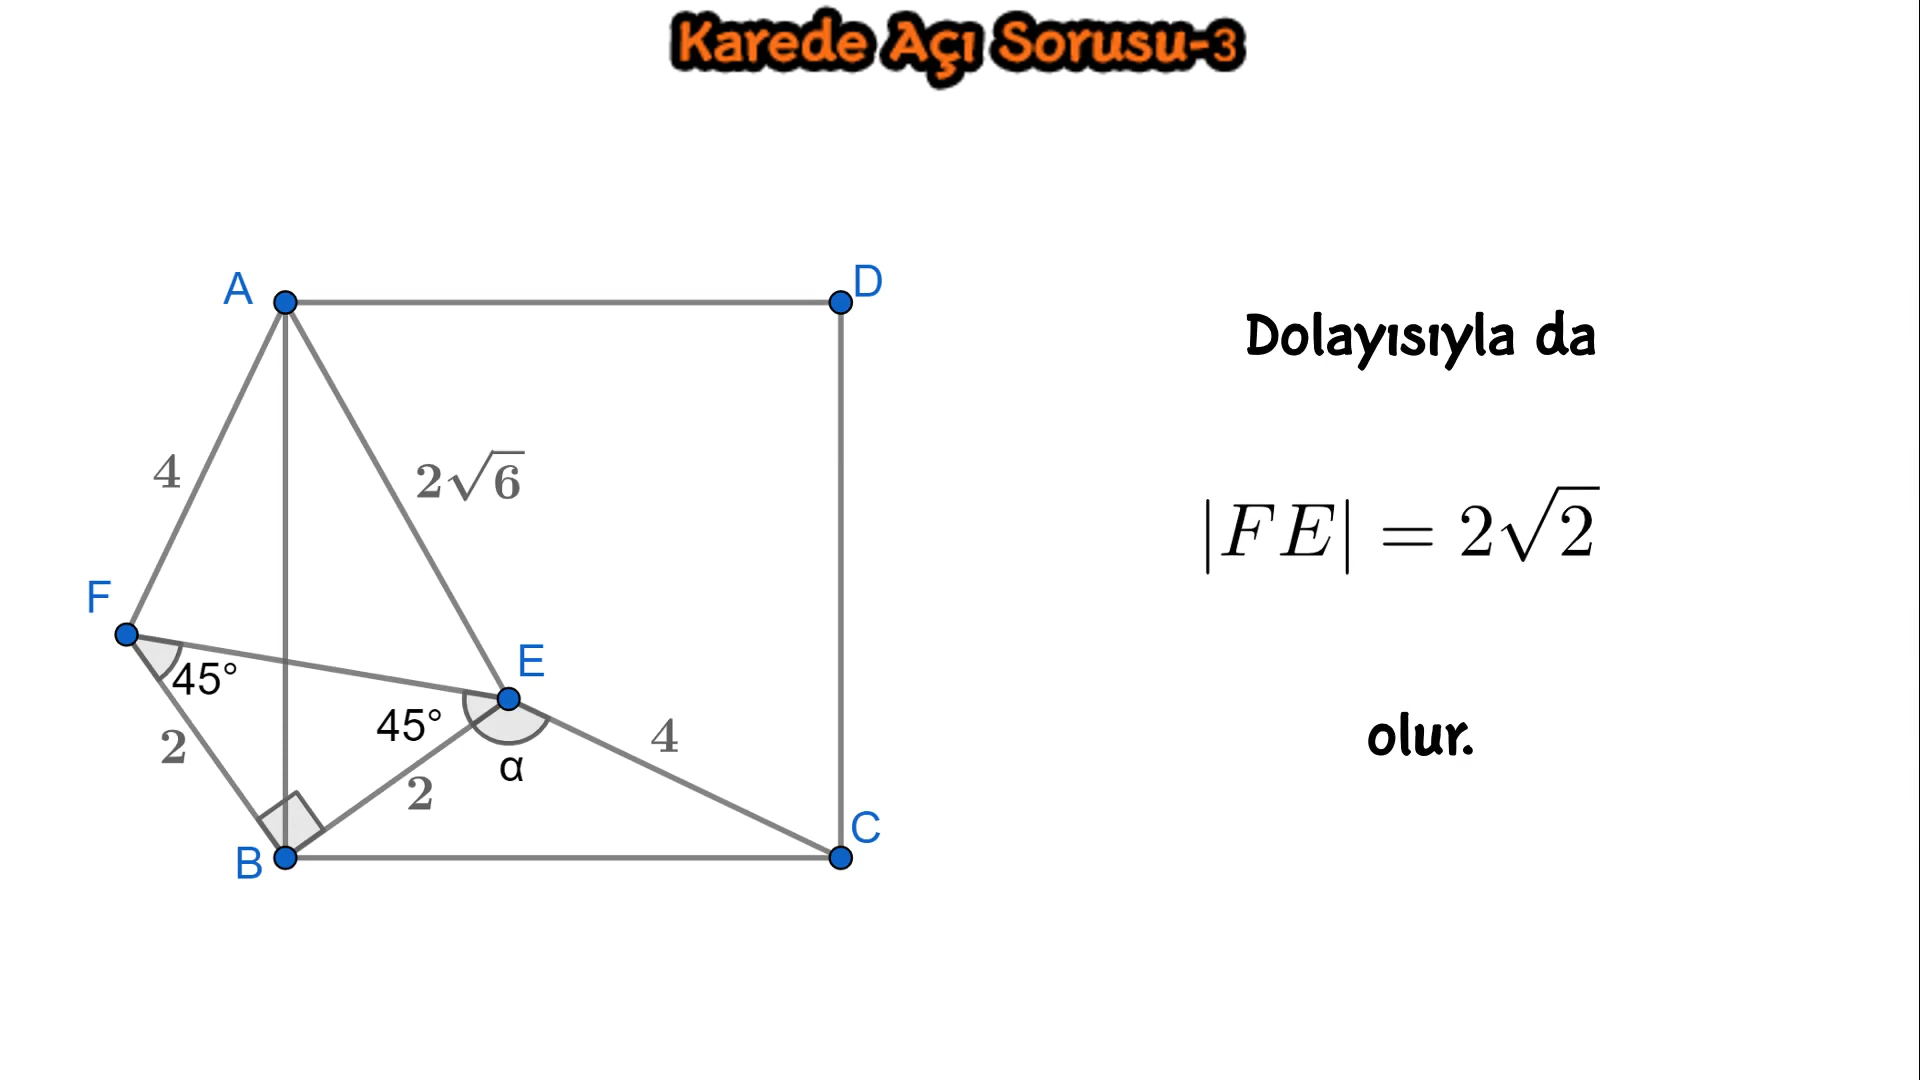 Karede Açı Sorusu-3
A
D
4
2√6
F
E
45°
45°
2
α
2
4
B
C
Dolayısıyla da
|FE| = 2√2
olur.